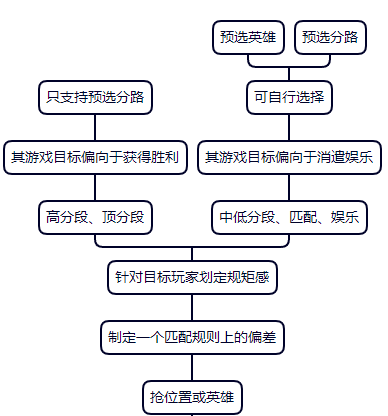 预选英雄 预选分路
只支持预选分路 可自行选择
其游戏目标偏向于获得胜利 其游戏目标偏向于消遣娱乐
高分段、顶分段 中低分段、匹配、娱乐
针对目标玩家划定规矩感
制定一个匹配规则上的偏差
抢位置或英雄